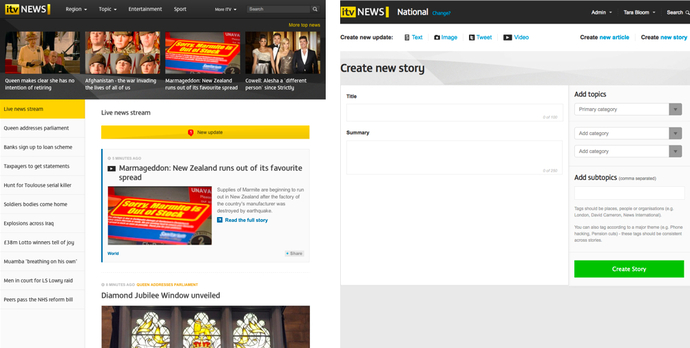 itv NEWS
Region
Topic
Entertainment
Sport
More ITV
Search
More top news
Queen makes clear she has no
intention of retiring
Afghanistan - the war invading
the lives of all of us
Marmageddon: New Zealand
runs out of its favourite spread
Cowell: Alesha a 'different
person' since Strictly
Live news stream
Queen addresses parliament
Banks sign up to loan scheme
Taxpayers to get statements
Hunt for Toulouse serial killer
Soldiers bodies come home
Explosions across Iraq
£38m Lotto winners tell of joy
Muamba 'breathing on his own'
Men in court for LS Lowry raid
Peers pass the NHS reform bill
Live news stream
New update
5 MINUTES AGO
Marmageddon: New Zealand runs out of its favourite
spread
Sorry, Marmite is
Out of Stock
Supplies of Marmite are beginning to run
out in New Zealand after the factory
of the country's manufacturer was
destroyed by earthquake.
Read the full story
World
Share
6 MINUTES AGO QUEEN ADDRESSES PARLIAMENT
Diamond Jubilee Window unveiled
itv NEWS
National Change?
Admin
Tara Bloom
Search
Create new update:
Text
Image
Tweet
Video
Create new article
Create new story
Create new story
Title
0 of 100
Summary
0 of 250
Add topics
Primary category
Add category
Add category
Add subtopics (comma separated)
Tags should be places, people or organisations (e.g.
London, David Cameron, News International).
You can also tag according to a major theme (e.g. Phone
hacking, Pension cuts) - these tags should be consistent
across stories.
Create Story